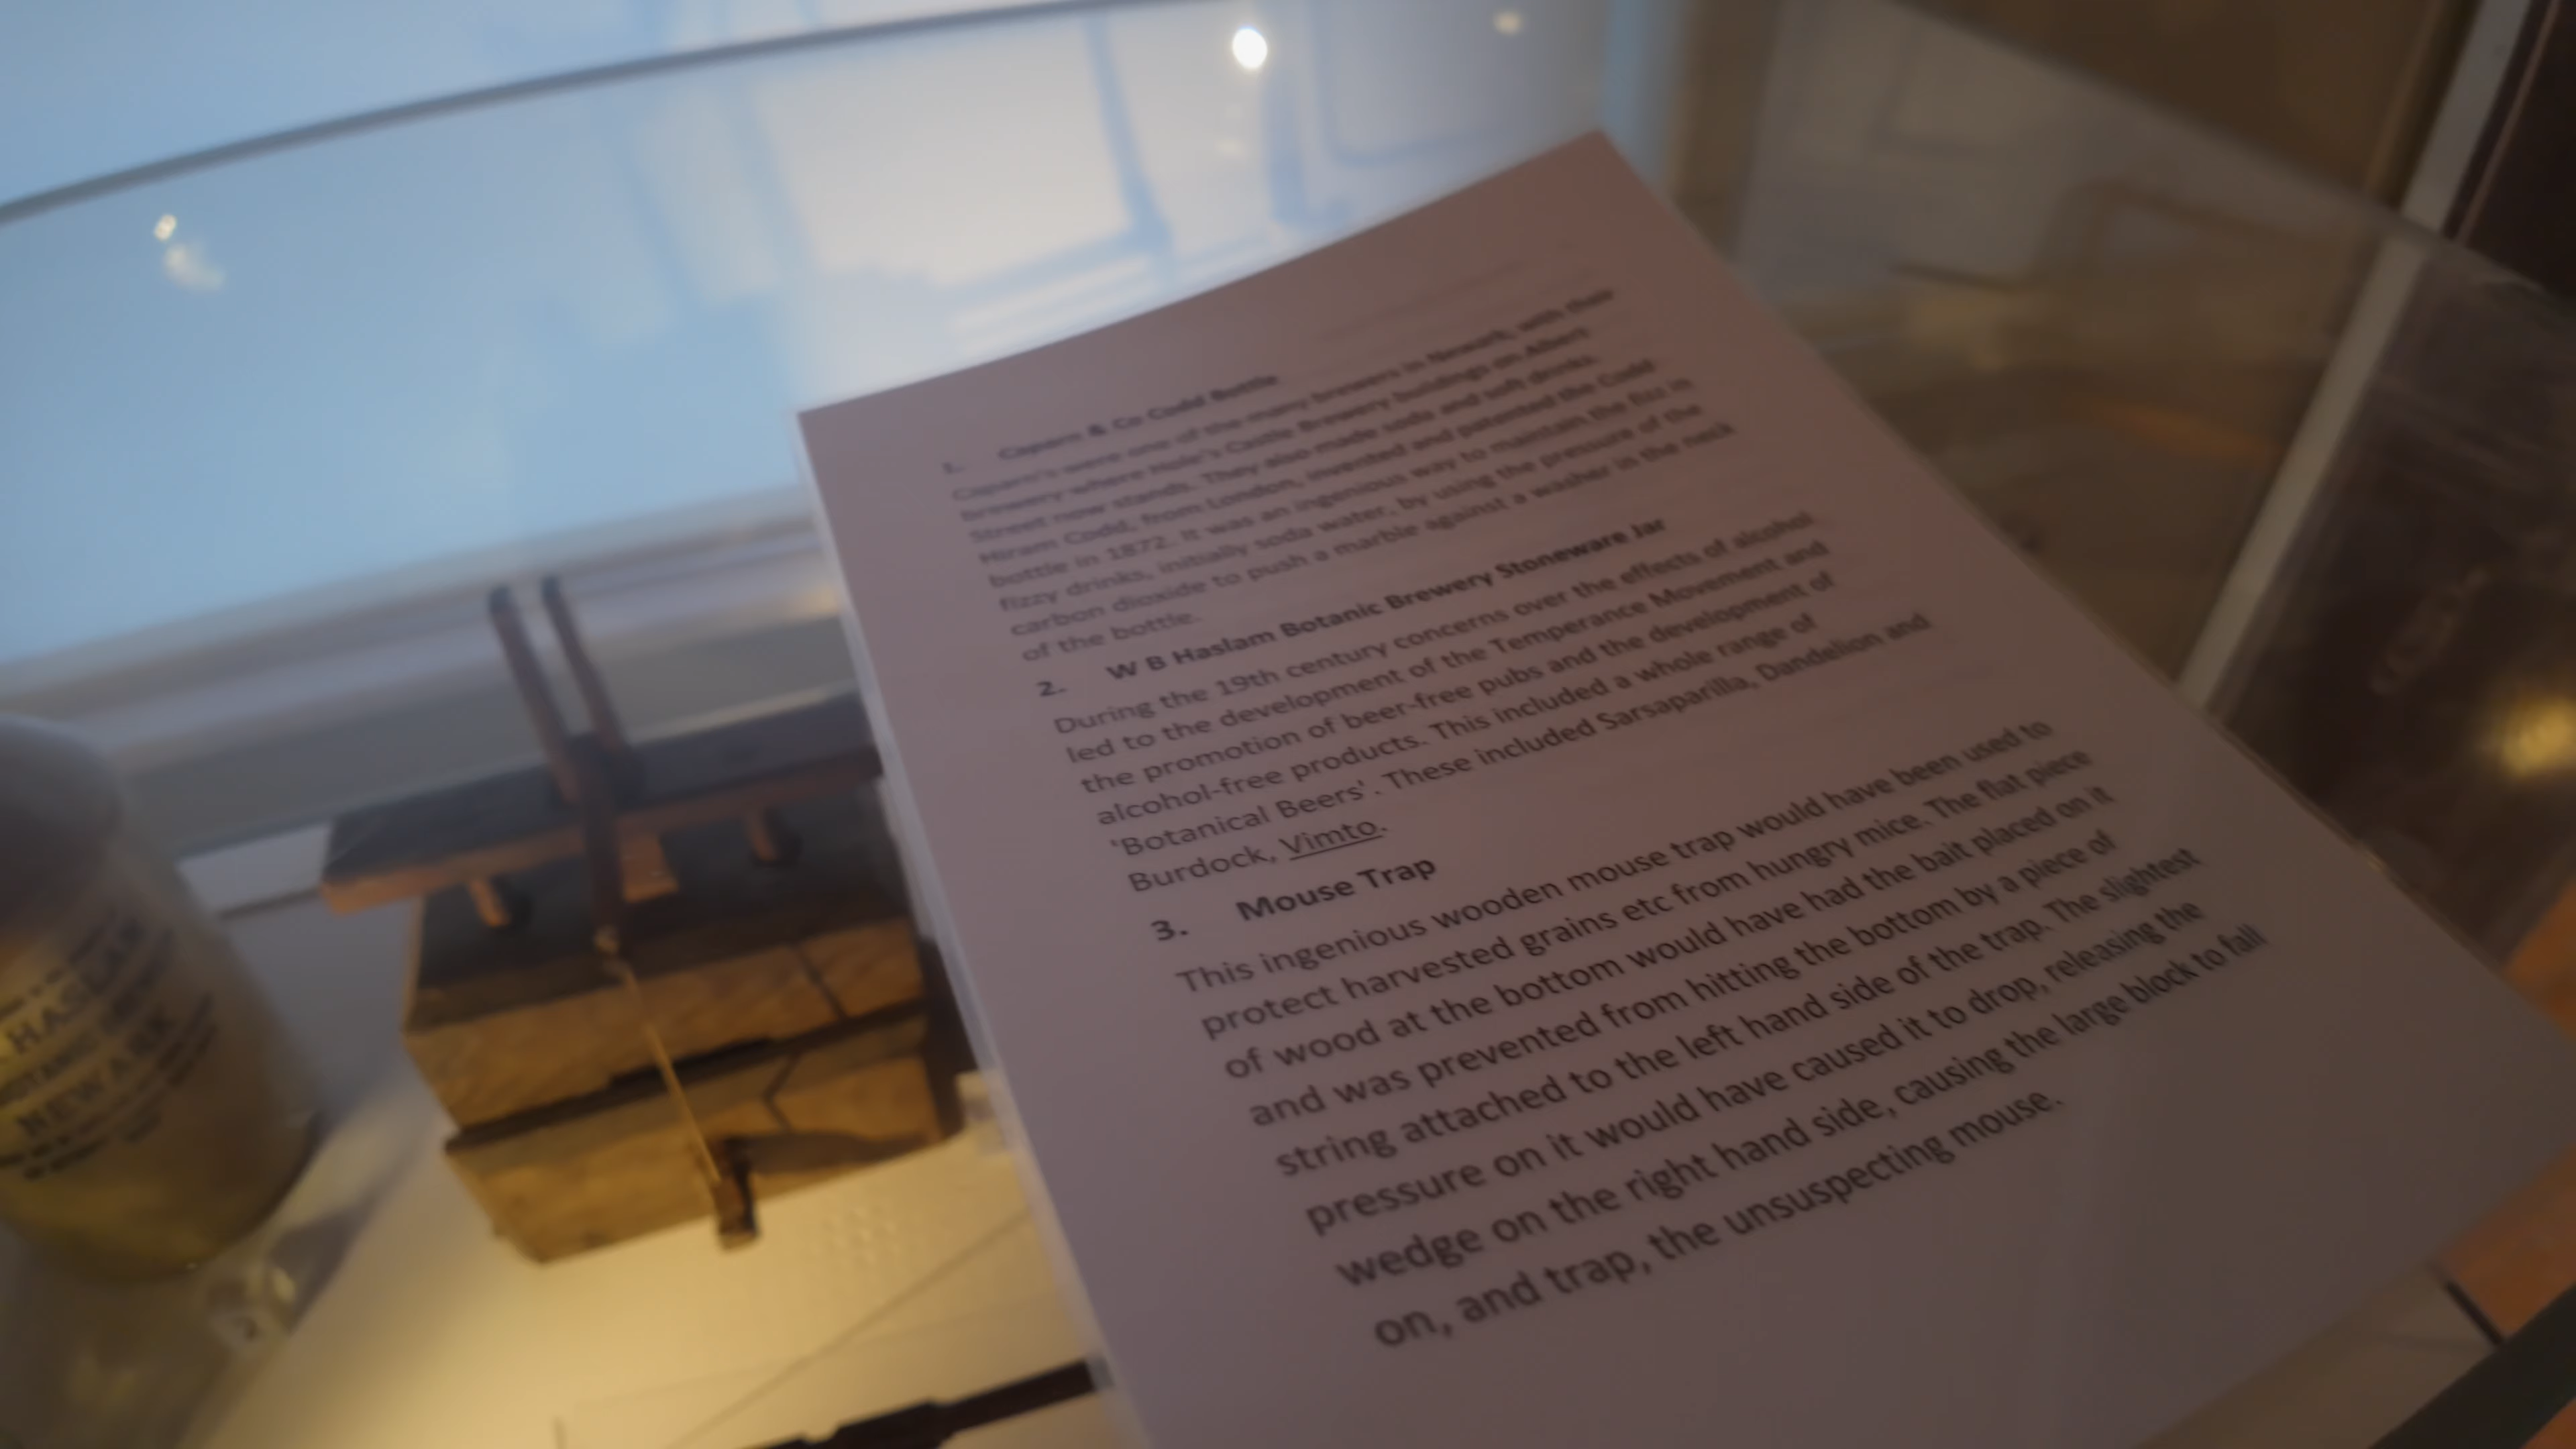 1. Caparn & Co Codd Bottle
Caparn's were one of the many brewers in Newark, with their
brewery where Hole's Castle Brewery buildings on Albert
Street now stands. They also made soda and soft drinks.
Hiram Codd, from London, invented and patented the Codd
bottle in 1872. It was an ingenious way to maintain the fizz in
fizzy drinks, initially soda water, by using the pressure of the
carbon dioxide to push a marble against a washer in the neck
of the bottle.
2. W B Haslam Botanic Brewery Stoneware Jar
During the 19th century concerns over the effects of alcohol
led to the development of the Temperance Movement and
the promotion of beer-free pubs and the development of
alcohol-free products. This included a whole range of
'Botanical Beers'. These included Sarsaparilla, Dandelion and
Burdock, Vimto.
3. Mouse Trap
This ingenious wooden mouse trap would have been used to
protect harvested grains etc from hungry mice. The flat piece
of wood at the bottom would have had the bait placed on it
and was prevented from hitting the bottom by a piece of
string attached to the left hand side of the trap. The slightest
pressure on it would have caused it to drop, releasing the
wedge on the right hand side, causing the large block to fall
on, and trap, the unsuspecting mouse.
HASLAM
BOTANIC
NEWARK
2